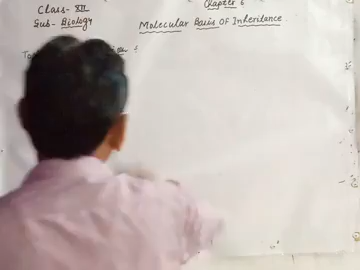 Class- XII
Chapter 6
Sub- Biology
Molecular Basis Of Inheritance